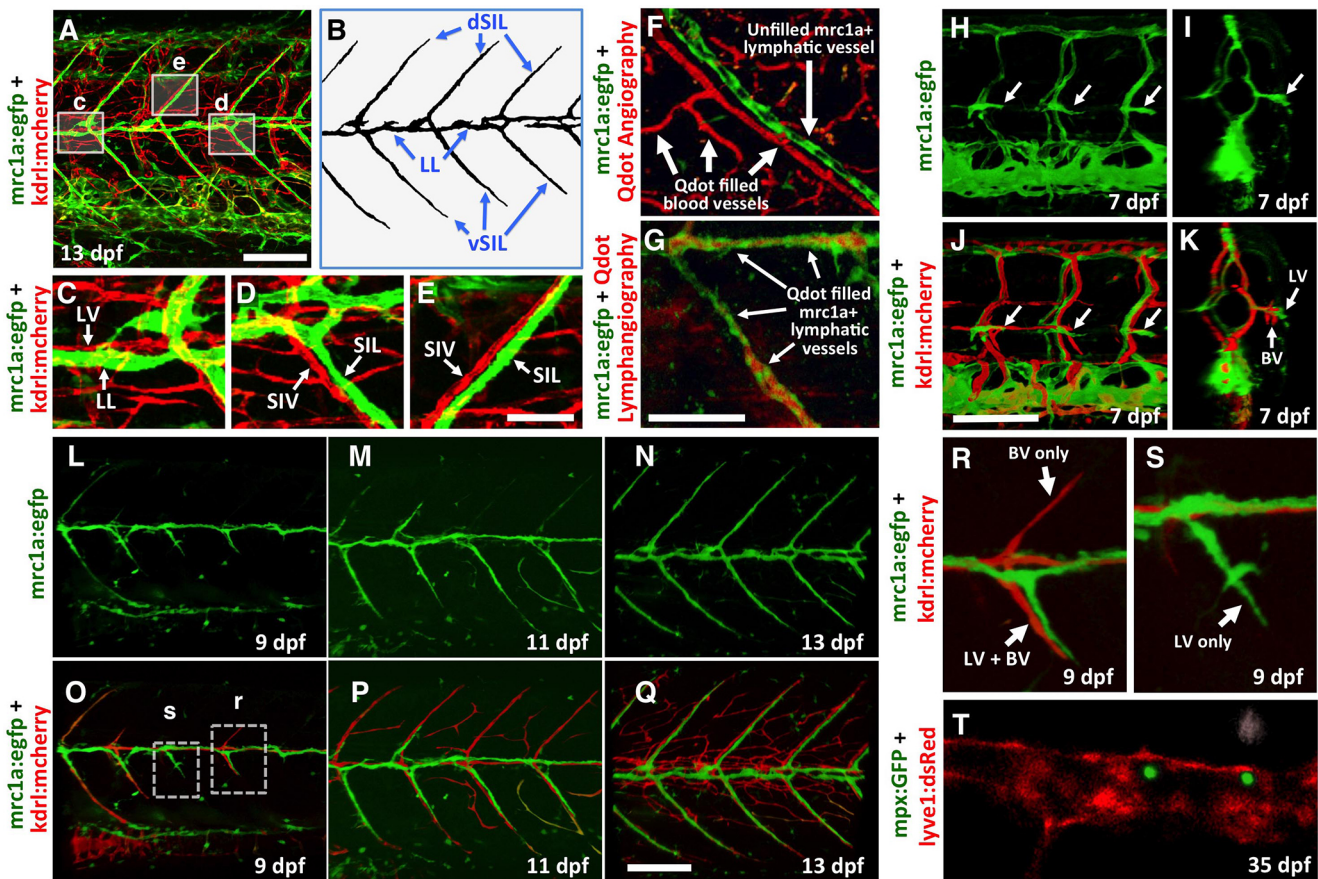 A
mrc1a:egfp +
kdrl:mcherry
c
e
d
13 dpf
B
dSIL
LL
vSIL
mrc1a:egfp +
kdrl:mcherry
C
LV
LL
D
SIV
SIL
E
SIV
SIL
F
mrc1a:egfp +
Qdot Angiography
Unfilled mrc1a+
lymphatic vessel
Qdot filled
blood vessels
G
mrc1a:egfp + Qdot
Lymphangiography
Qdot filled
mrc1a+
lymphatic
vessels
H
mrc1a:egfp
7 dpf
I
7 dpf
J
mrc1a:egfp +
kdrl:mcherry
7 dpf
K
LV
BV
7 dpf
L
mrc1a:egfp
9 dpf
M
11 dpf
N
13 dpf
O
mrc1a:egfp +
kdrl:mcherry
s
r
9 dpf
P
11 dpf
Q
13 dpf
R
mrc1a:egfp +
kdrl:mcherry
BV only
LV + BV
9 dpf
S
LV only
9 dpf
T
mpx:GFP +
lyve1:dsRed
35 dpf